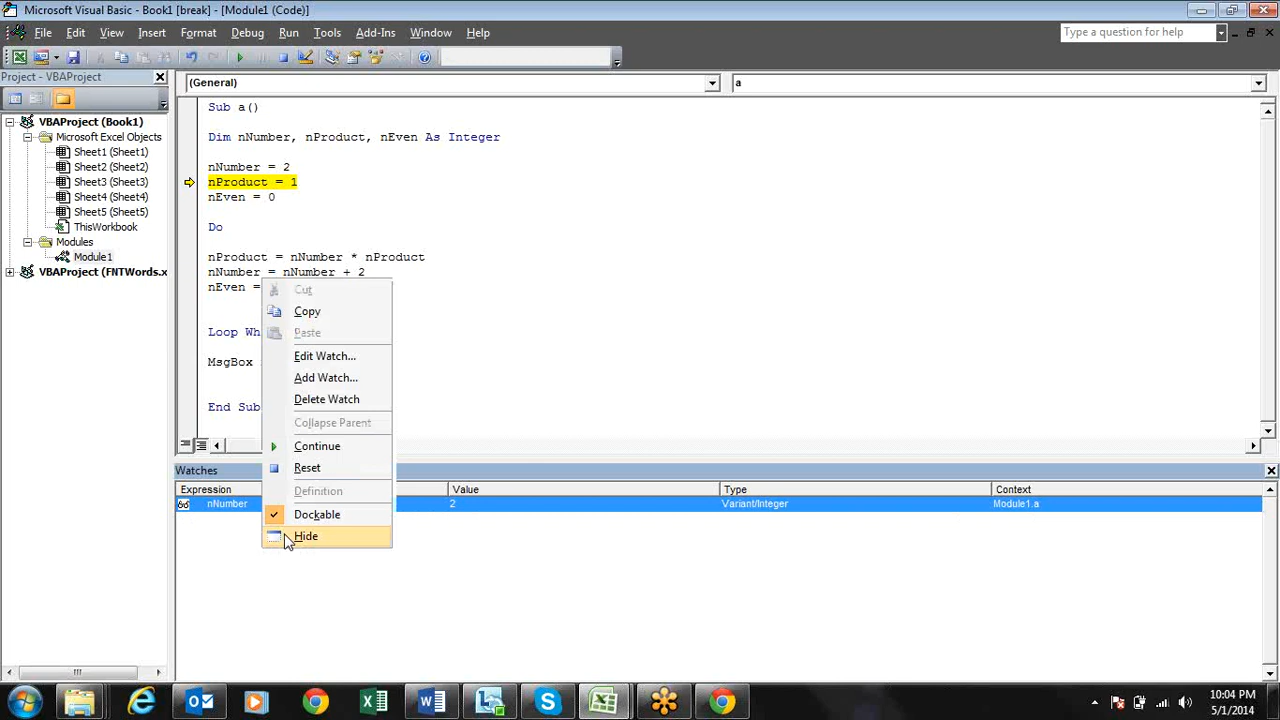 Microsoft Visual Basic - Book1 [break] - [Module1 (Code)]
File Edit View Insert Format Debug Run Tools Add-Ins Window Help
Type a question for help
Project - VBAProject
(General)
a
VBAProject (Book1)
Microsoft Excel Objects
Sheet1 (Sheet1)
Sheet2 (Sheet2)
Sheet3 (Sheet3)
Sheet4 (Sheet4)
Sheet5 (Sheet5)
ThisWorkbook
Modules
Module1
VBAProject (FNTWords.x
Sub a()
Dim nNumber, nProduct, nEven As Integer
nNumber = 2
nProduct = 1
nEven = 0
Do
nProduct = nNumber * nProduct
nNumber = nNumber + 2
nEven =
Loop Wh
MsgBox
End Sub
Cut
Copy
Paste
Edit Watch...
Add Watch...
Delete Watch
Collapse Parent
Continue
Reset
Definition
Dockable
Hide
Watches
Expression Value Type Context
nNumber 2 Variant/Integer Module1.a
10:04 PM
5/1/2014